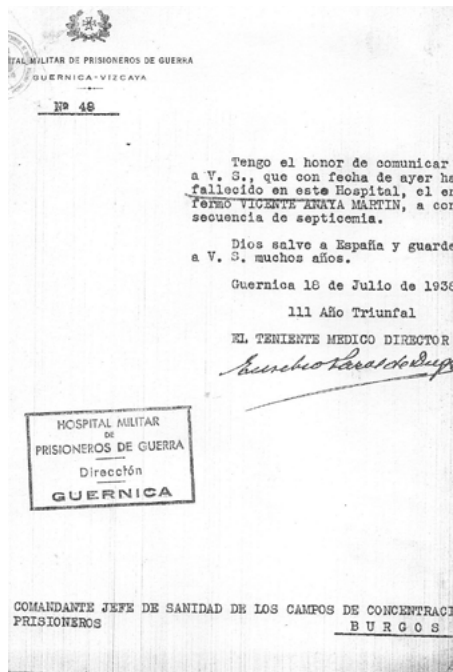 TAL MILITAR DE PRISIONEROS DE GUERRA
GUERNICA-VIZCAYA
Nº 48
Tengo el honor de comunicar
a V. S., que con fecha de ayer ha
fallecido en este Hospital, el en
fermo VICENTE ANAYA MARTIN, a con
secuencia de septicemia.
Dios salve a España y guarde
a V. S. muchos años.
Guernica 18 de Julio de 1938
111 Año Triunfal
EL TENIENTE MEDICO DIRECTOR
HOSPITAL MILITAR
DE
PRISIONEROS DE GUERRA
Dirección
GUERNICA
COMANDANTE JEFE DE SANIDAD DE LOS CAMPOS DE CONCENTRACI
PRISIONEROS
BURGOS